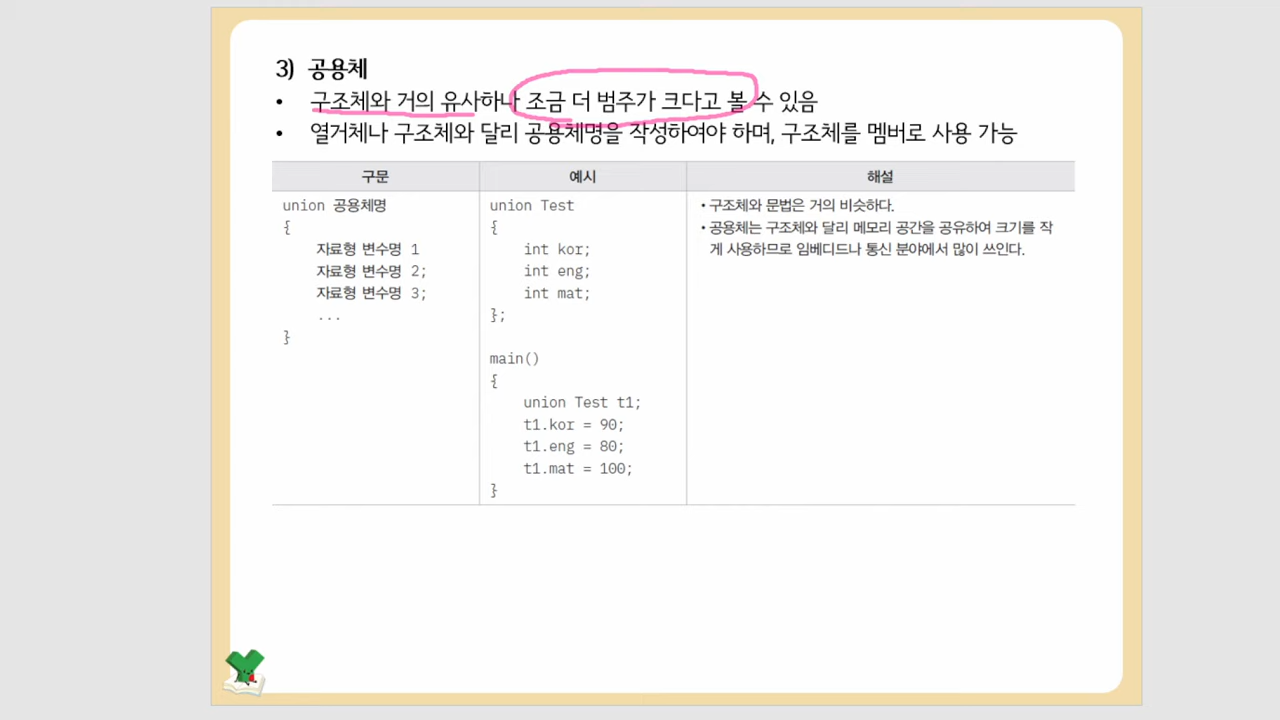 3) 공용체
• 구조체와 거의 유사하나 조금 더 범주가 크다고 볼 수 있음
• 열거체나 구조체와 달리 공용체명을 작성하여야 하며, 구조체를 멤버로 사용 가능
구문 예시 해설
union 공용체명
{
자료형 변수명 1
자료형 변수명 2;
자료형 변수명 3;
...
}
union Test
{
int kor;
int eng;
int mat;
};
main()
{
union Test t1;
t1.kor = 90;
t1.eng = 80;
t1.mat = 100;
}
• 구조체와 문법은 거의 비슷하다.
• 공용체는 구조체와 달리 메모리 공간을 공유하여 크기를 작
게 사용하므로 임베디드나 통신 분야에서 많이 쓰인다.